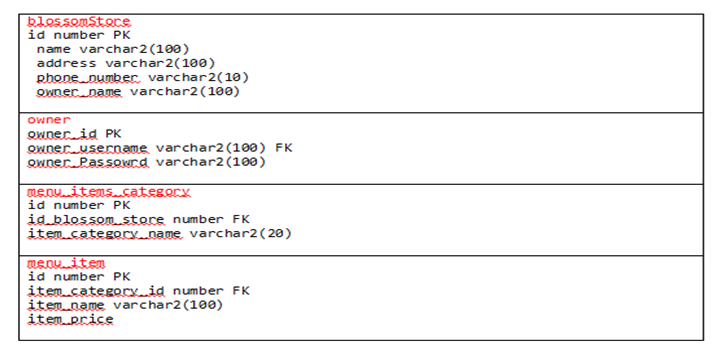 blossomStore
id number PK
name varchar2(100)
address varchar2(100)
phone_number varchar2(10)
owner_name varchar2(100)
owner
owner_id PK
owner_username varchar2(100) FK
owner_Passowrd varchar2(100)
menu_items_category
id number PK
id_blossom_store number FK
item_category_name varchar2(20)
menu_item
id number PK
item_category_id number FK
item_name varchar2(100)
item_price